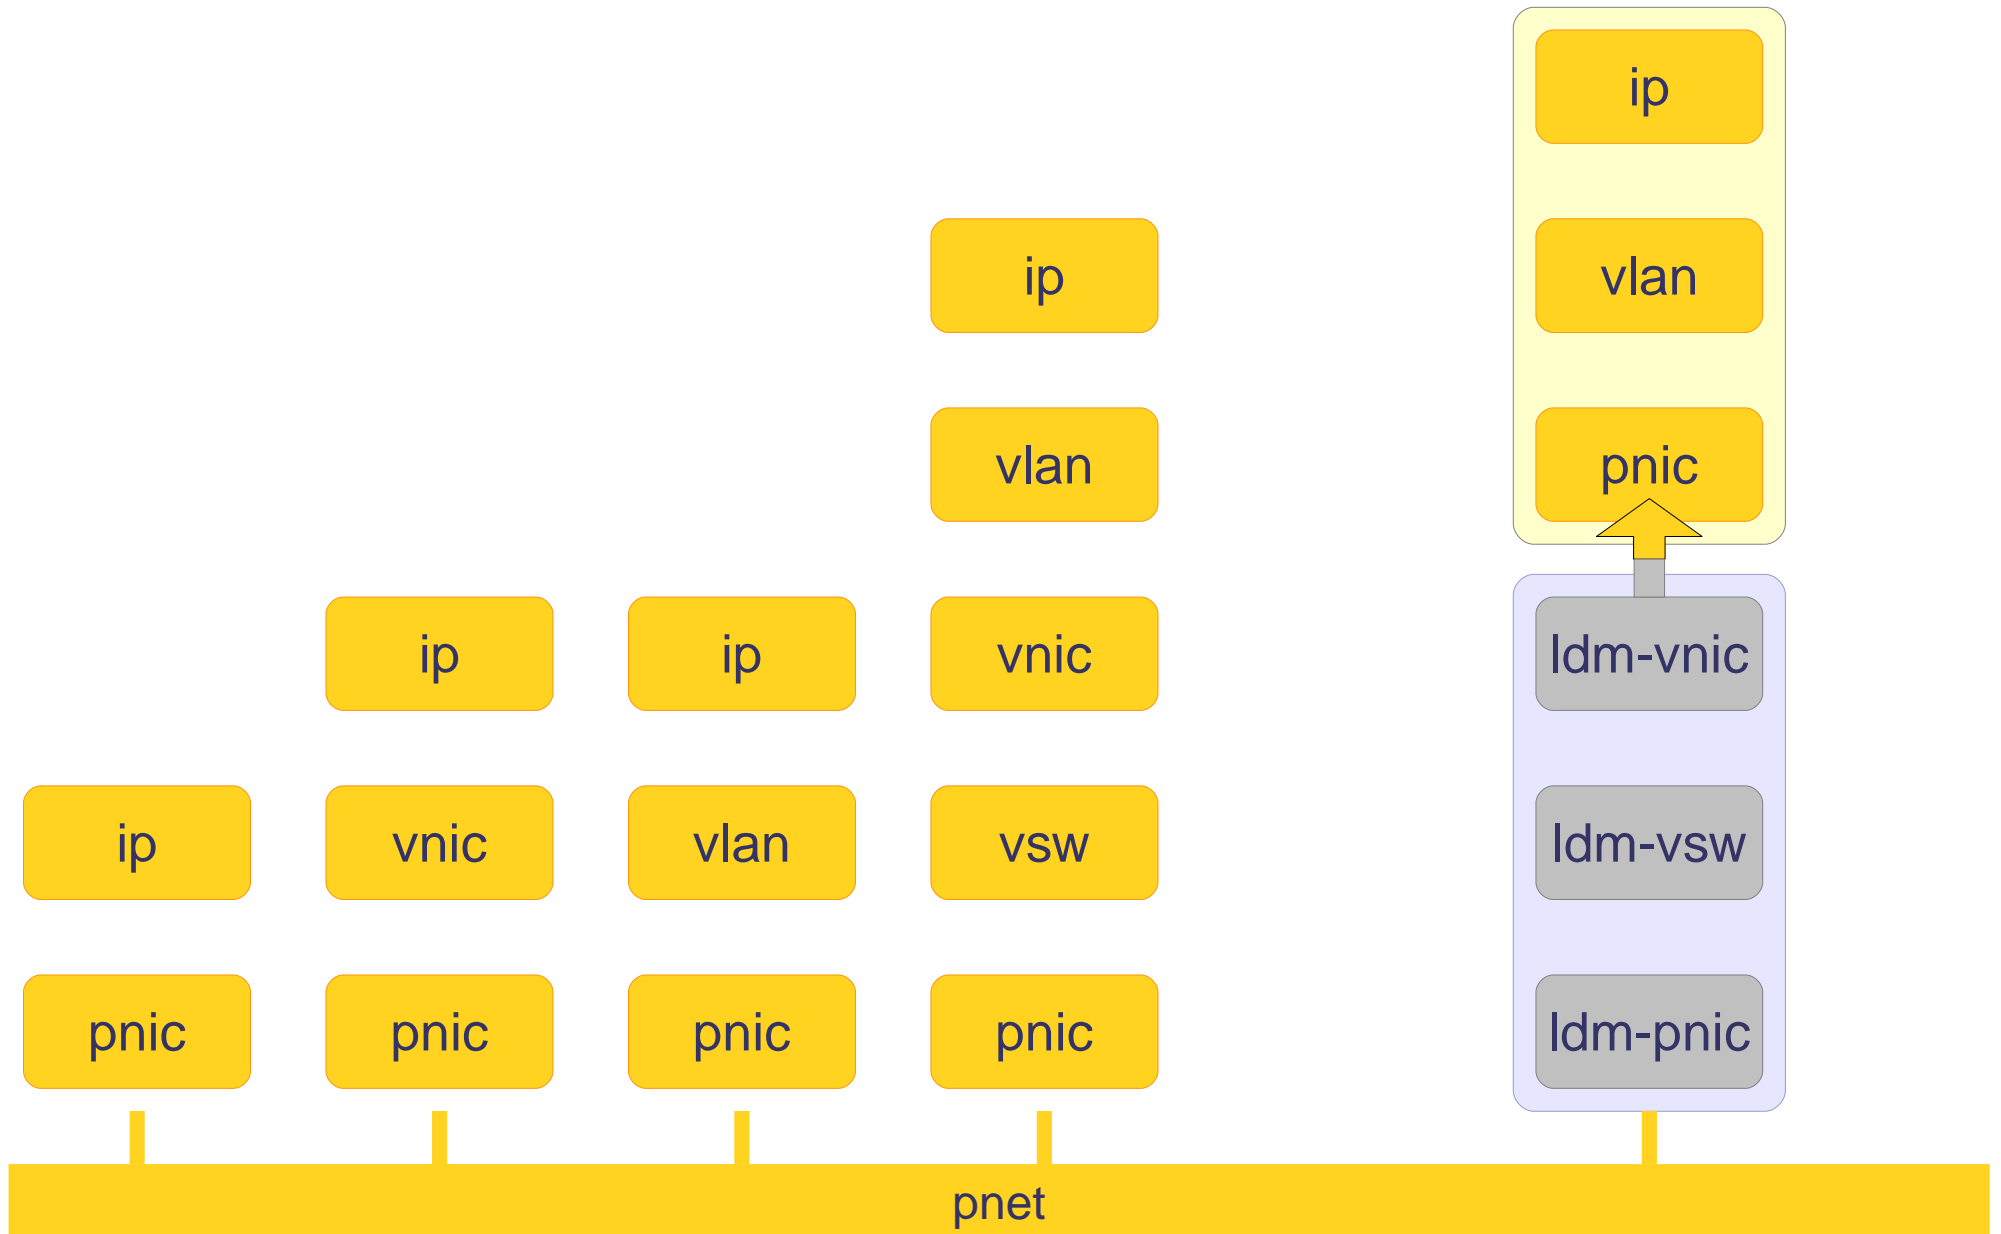 ip
ip
vlan
vlan
pnic
ip
ip
vnic
ldm-vnic
ip
vnic
vlan
vsw
ldm-vsw
pnic
pnic
pnic
pnic
ldm-pnic
pnet